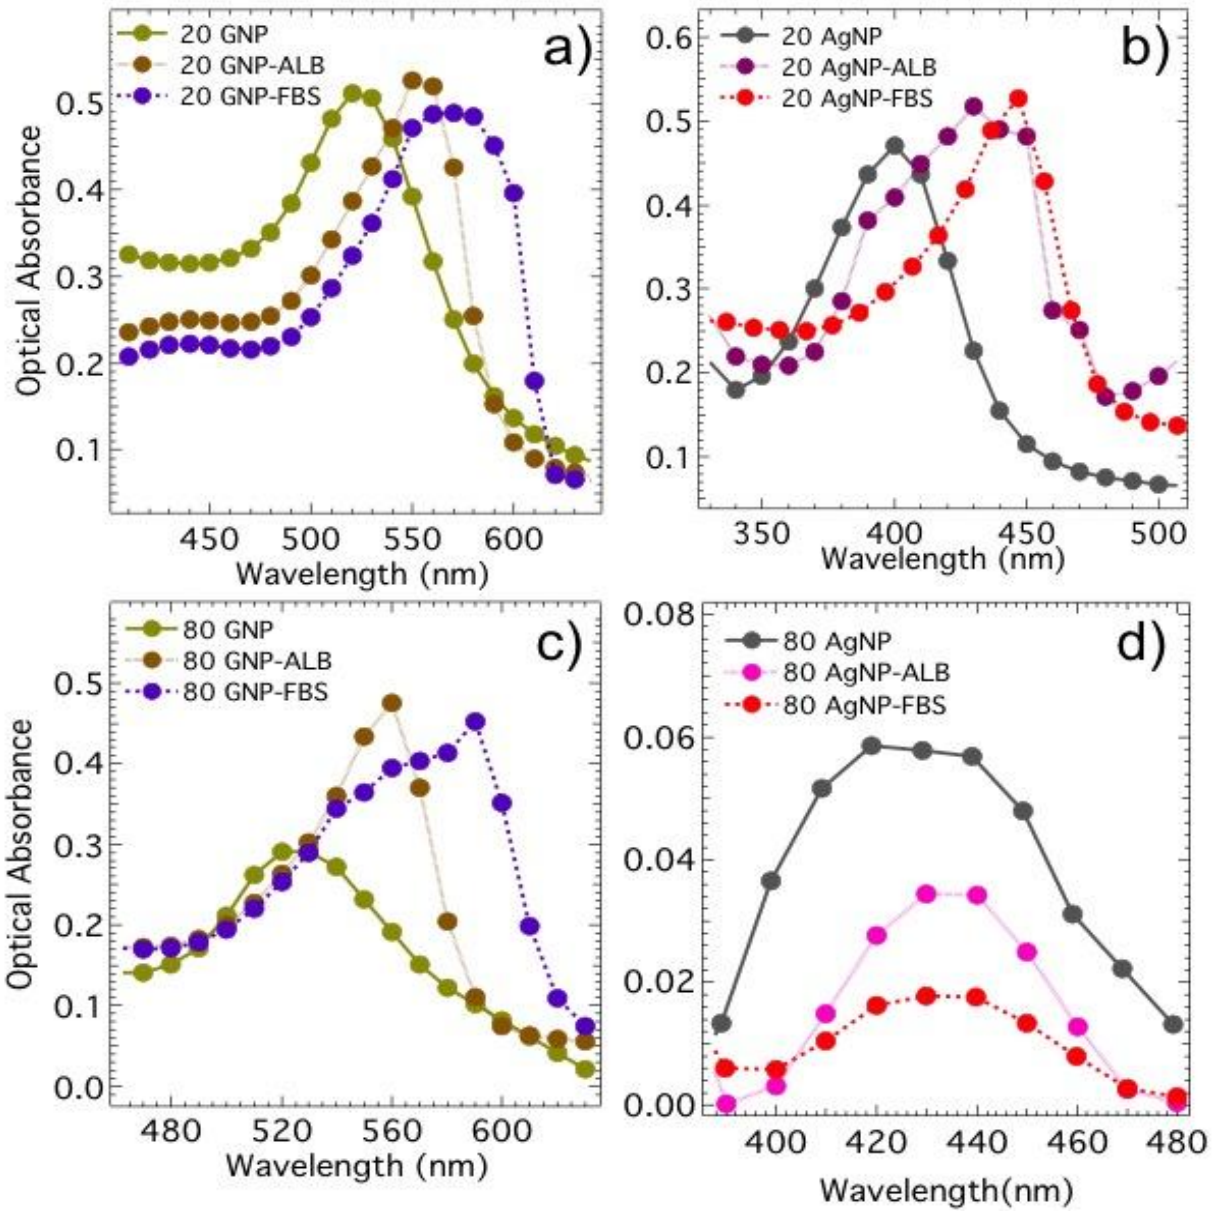 a)
20 GNP
20 GNP-ALB
20 GNP-FBS
Optical Absorbance
0.5
0.4
0.3
0.2
0.1
450 500 550 600
Wavelength (nm)
b)
20 AgNP
20 AgNP-ALB
20 AgNP-FBS
0.6
0.5
0.4
0.3
0.2
0.1
350 400 450 500
Wavelength (nm)
c)
80 GNP
80 GNP-ALB
80 GNP-FBS
Optical Absorbance
0.5
0.4
0.3
0.2
0.1
0.0
480 520 560 600
Wavelength (nm)
d)
80 AgNP
80 AgNP-ALB
80 AgNP-FBS
0.08
0.06
0.04
0.02
0.00
400 420 440 460 480
Wavelength(nm)